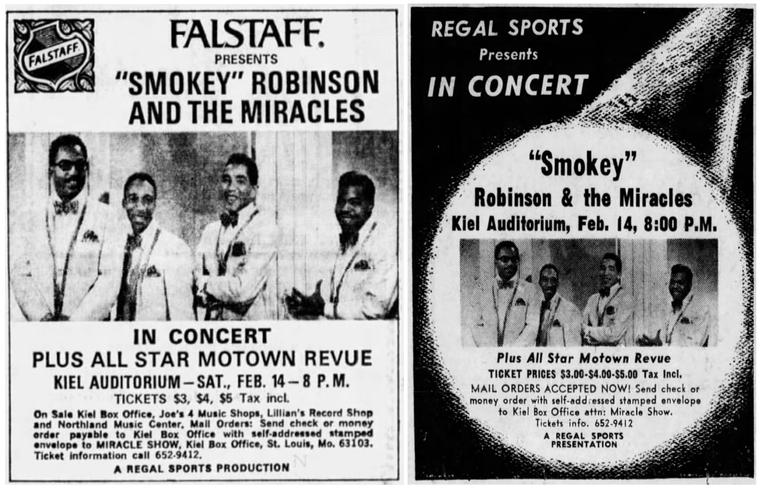 FALSTAFF
FALSTAFF.
PRESENTS
"SMOKEY" ROBINSON
AND THE MIRACLES
IN CONCERT
PLUS ALL STAR MOTOWN REVUE
KIEL AUDITORIUM—SAT., FEB. 14—8 P.M.
TICKETS $3, $4, $5 Tax incl.
On Sale Kiel Box Office, Joe's 4 Music Shops, Lillian's Record Shop
and Northland Music Center, Mail Orders: Send check or money
order payable to Kiel Box Office with self-addressed stamped
envelope to MIRACLE SHOW, Kiel Box Office, St. Louis, Mo. 63103.
Ticket information call 652-9412.
A REGAL SPORTS PRODUCTION
REGAL SPORTS
Presents
IN CONCERT
"Smokey"
Robinson & the Miracles
Kiel Auditorium, Feb. 14, 8:00 P.M.
Plus All Star Motown Revue
TICKET PRICES $3.00-$4.00-$5.00 Tax Incl.
MAIL ORDERS ACCEPTED NOW! Send check or
money order with self-addressed stamped envelope
to Kiel Box Office attn: Miracle Show.
Tickets info. 652-9412
A REGAL SPORTS
PRESENTATION